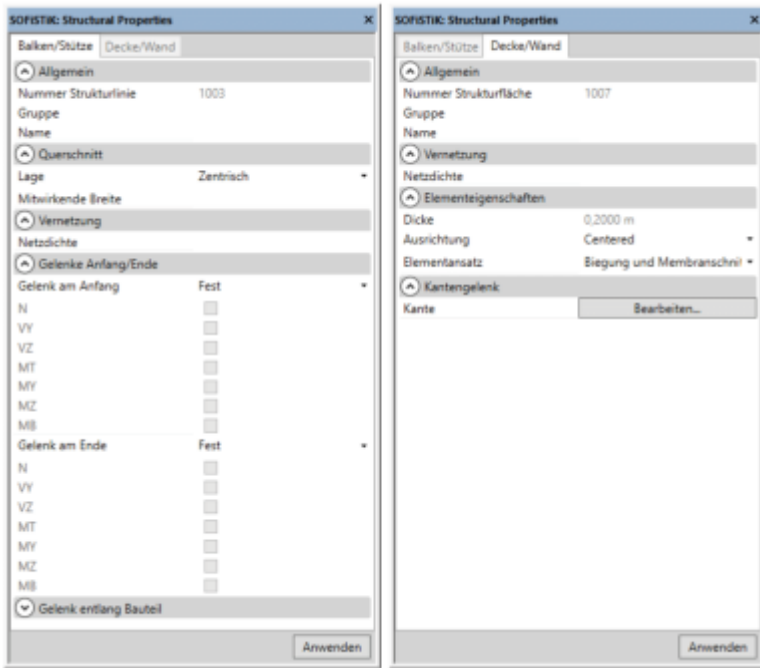 SOFiSTiK: Structural Properties
Balken/Stütze Decke/Wand
Allgemein
Nummer Strukturlinie 1003
Gruppe
Name
Querschnitt
Lage Zentrisch
Mitwirkende Breite
Vernetzung
Netzdichte
Gelenke Anfang/Ende
Gelenk am Anfang Fest
N
VY
VZ
MT
MY
MZ
MB
Gelenk am Ende Fest
N
VY
VZ
MT
MY
MZ
MB
Gelenk entlang Bauteil
Anwenden
SOFiSTiK: Structural Properties
Balken/Stütze Decke/Wand
Allgemein
Nummer Strukturfläche 1007
Gruppe
Name
Vernetzung
Netzdichte
Elementeigenschaften
Dicke 0,2000 m
Ausrichtung Centered
Elementansatz Biegung und Membranschnit
Kantengelenk
Kante Bearbeiten...
Anwenden